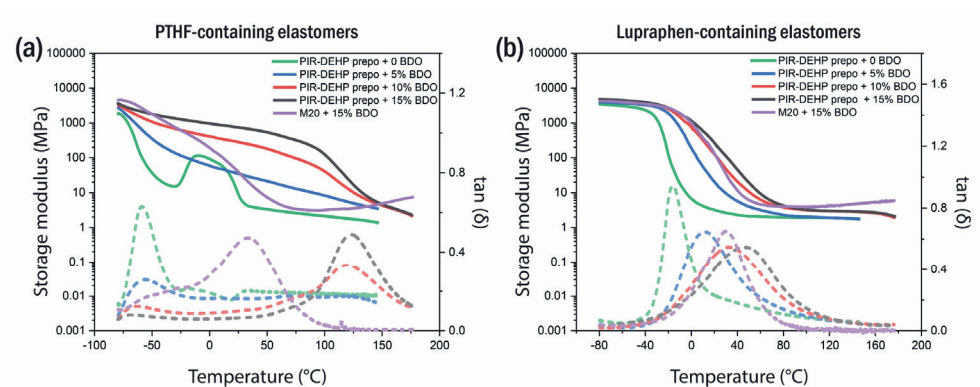 PTHF-containing elastomers
(a)
100000
10000
1000
100
10
1
0.1
0.01
0.001
Storage modulus (MPa)
PIR-DEHP prepo + 0 BDO
PIR-DEHP prepo + 5% BDO
PIR-DEHP prepo + 10% BDO
PIR-DEHP prepo + 15% BDO
M20 + 15% BDO
1.2
0.8
0.4
0.0
tan (δ)
-100 -50 0 50 100 150 200
Temperature (°C)
Lupraphen-containing elastomers
(b)
100000
10000
1000
100
10
1
0.1
0.01
0.001
Storage modulus (MPa)
PIR-DEHP prepo + 0 BDO
PIR-DEHP prepo + 5% BDO
PIR-DEHP prepo + 10% BDO
PIR-DEHP prepo + 15% BDO
M20 + 15% BDO
1.6
1.2
0.8
0.4
0.0
tan (δ)
-80 -40 0 40 80 120 160 200
Temperature (°C)